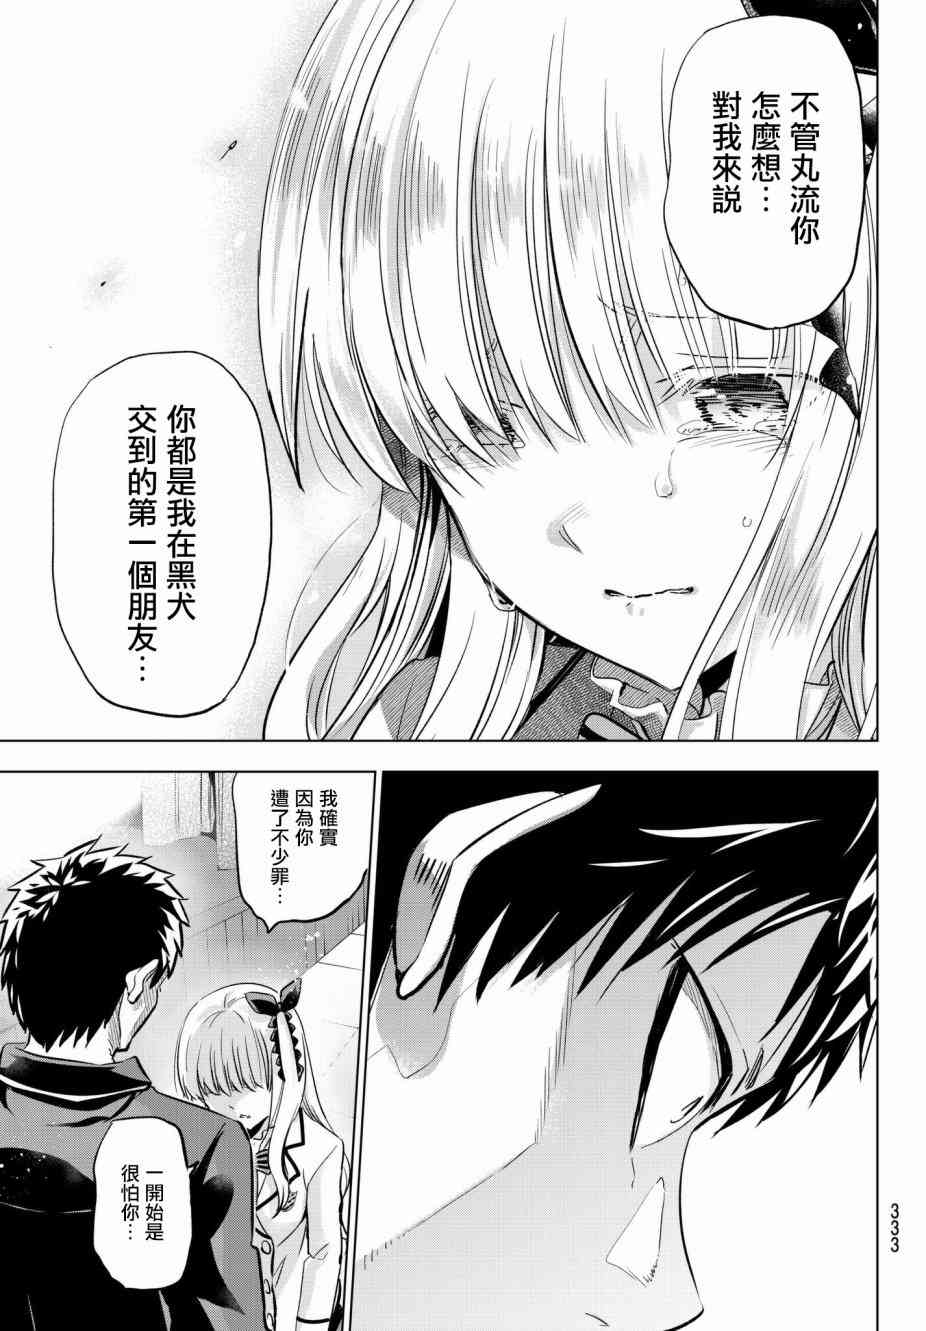 不管丸流你
怎麼想…
對我來說
你都是我在黑犬
交到的第一個朋友…
我確實
因為你
遭了不少罪…
一開始是
很怕你…
333